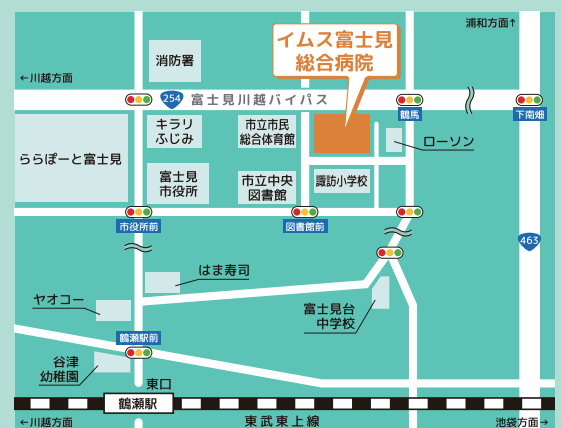 浦和方面↑
イムス富士見
総合病院
消防署
←川越方面
254
富士見川越バイパス
鶴馬
下南畑
キラリ
ふじみ
市立市民
総合体育館
ローソン
ららぽーと富士見
富士見
市役所
市立中央
図書館
諏訪小学校
市役所前
図書館前
463
はま寿司
ヤオコー
富士見台
中学校
鶴瀬駅前
谷津
幼稚園
東口
鶴瀬駅
←川越方面
東武東上線
池袋方面→